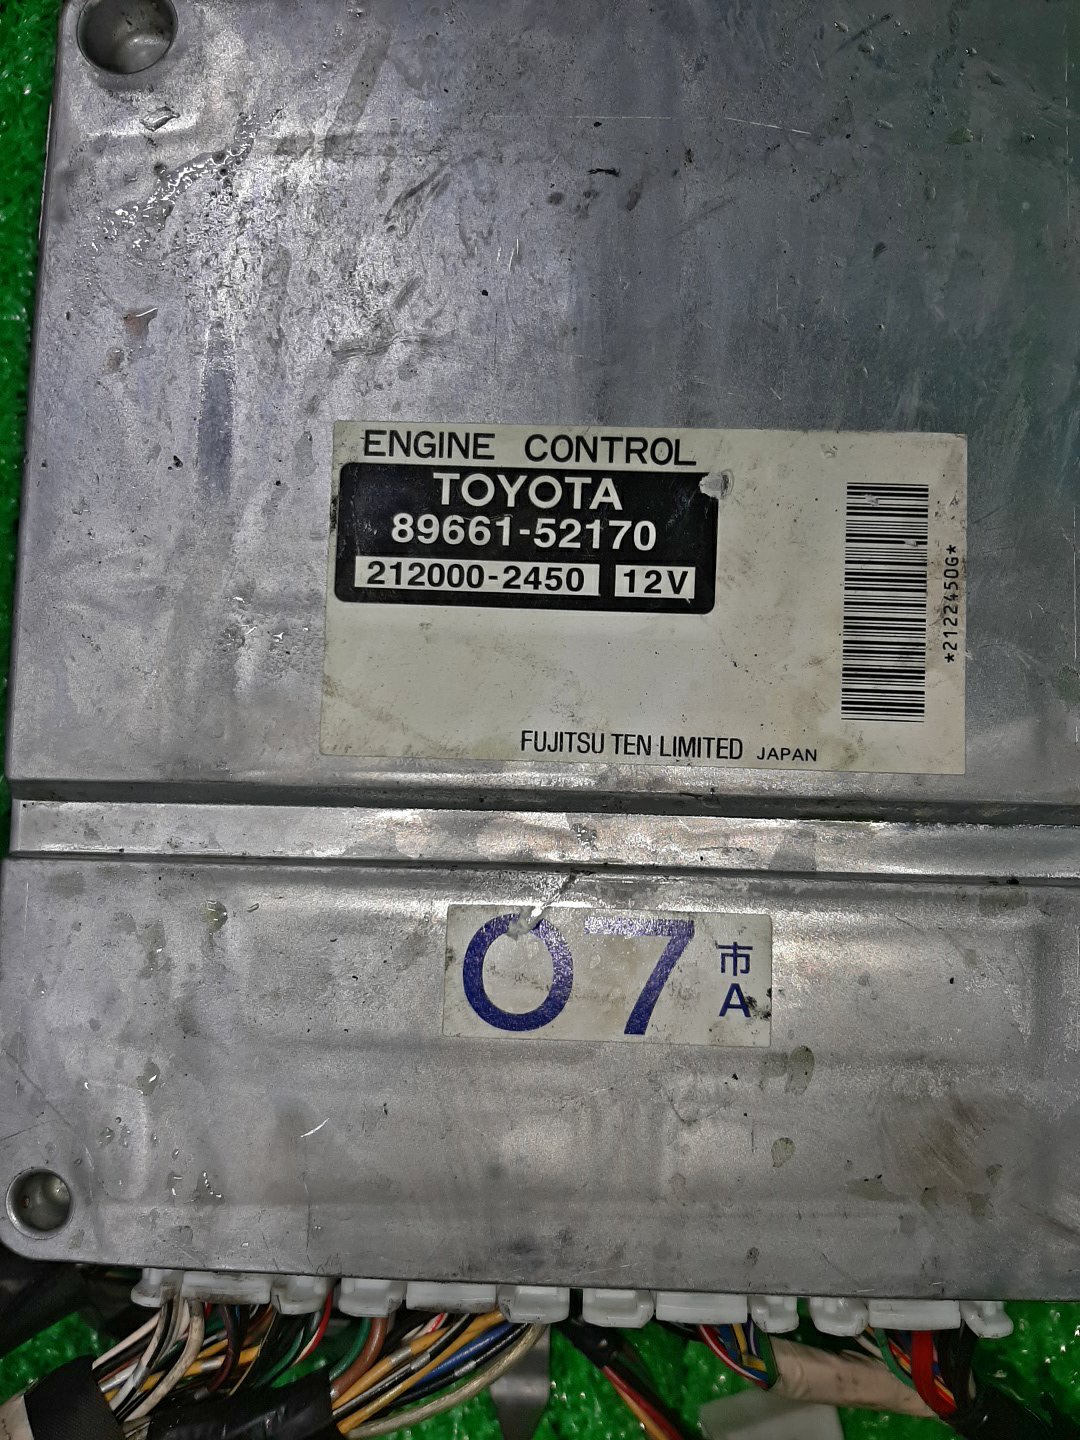 ENGINE CONTROL
TOYOTA
89661-52170
212000-2450 12V
*2122450G*
FUJITSU TEN LIMITED JAPAN
07 市
A